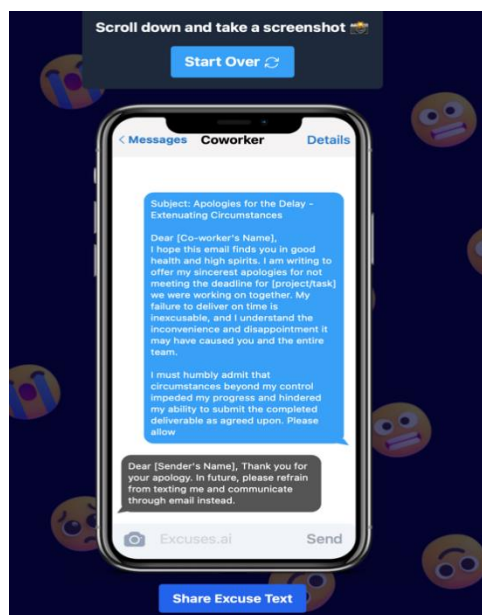 Scroll down and take a screenshot 📸
Start Over
< Messages Coworker Details
Subject: Apologies for the Delay -
Extenuating Circumstances
Dear [Co-worker's Name],
I hope this email finds you in good
health and high spirits. I am writing to
offer my sincerest apologies for not
meeting the deadline for [project/task]
we were working on together. My
failure to deliver on time is
inexcusable, and I understand the
inconvenience and disappointment it
may have caused you and the entire
team.
I must humbly admit that
circumstances beyond my control
impeded my progress and hindered
my ability to submit the completed
deliverable as agreed upon. Please
allow
Dear [Sender's Name], Thank you for
your apology. In future, please refrain
from texting me and communicate
through email instead.
Excuses.ai Send
Share Excuse Text